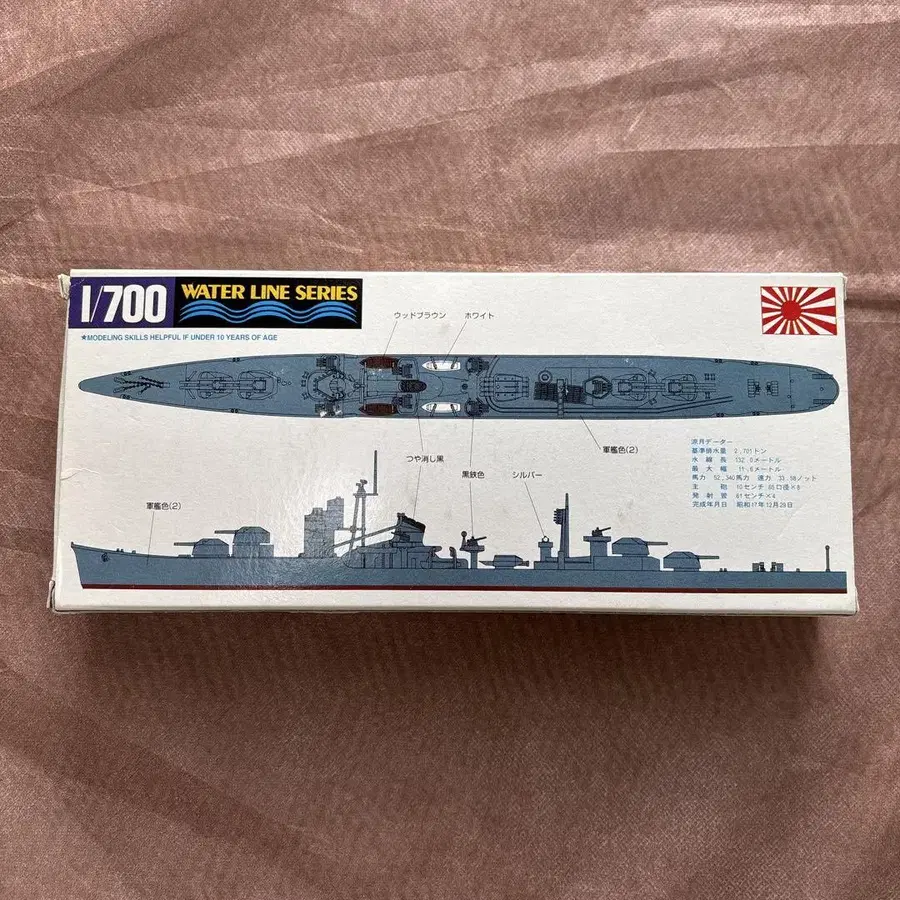 1/700 WATER LINE SERIES
★MODELING SKILLS HELPFUL IF UNDER 10 YEARS OF AGE
ウッドブラウン
ホワイト
つや消し黒
黒鉄色
シルバー
軍艦色(2)
軍艦色(2)
涼月データー
基準排水量 2,701トン
水線長 132.0メートル
最大幅 11.6メートル
馬力 52,340馬力 速力 33.58ノット
主砲 10センチ 65口径×8
発射管 61センチ×4
完成年月日 昭和17年12月29日